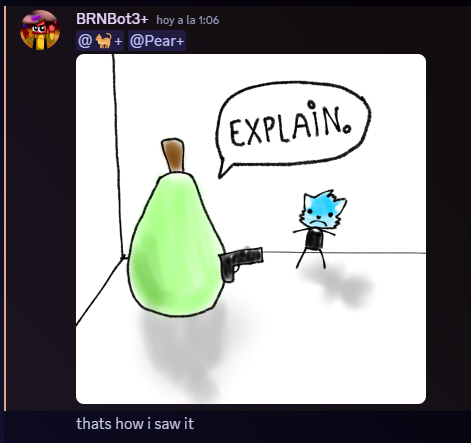 BRNBot3+ hoy a la 1:06
@🐈+ @Pear+
EXPLAiN.
thats how i saw it